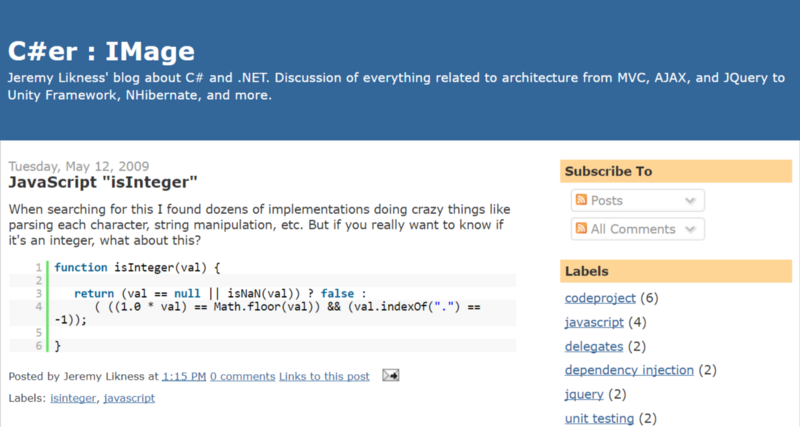 C#er : IMage
Jeremy Likness' blog about C# and .NET. Discussion of everything related to architecture from MVC, AJAX, and JQuery to
Unity Framework, NHibernate, and more.
Tuesday, May 12, 2009
JavaScript "isInteger"
When searching for this I found dozens of implementations doing crazy things like
parsing each character, string manipulation, etc. But if you really want to know if
it's an integer, what about this?
1 function isInteger(val) {
2
3 return (val == null || isNaN(val)) ? false :
4 ( ((1.0 * val) == Math.floor(val)) && (val.indexOf(".") ==
-1));
5
6 }
Posted by Jeremy Likness at 1:15 PM 0 comments Links to this post
Labels: isinteger, javascript
Subscribe To
Posts
All Comments
Labels
codeproject (6)
javascript (4)
delegates (2)
dependency injection (2)
jquery (2)
unit testing (2)